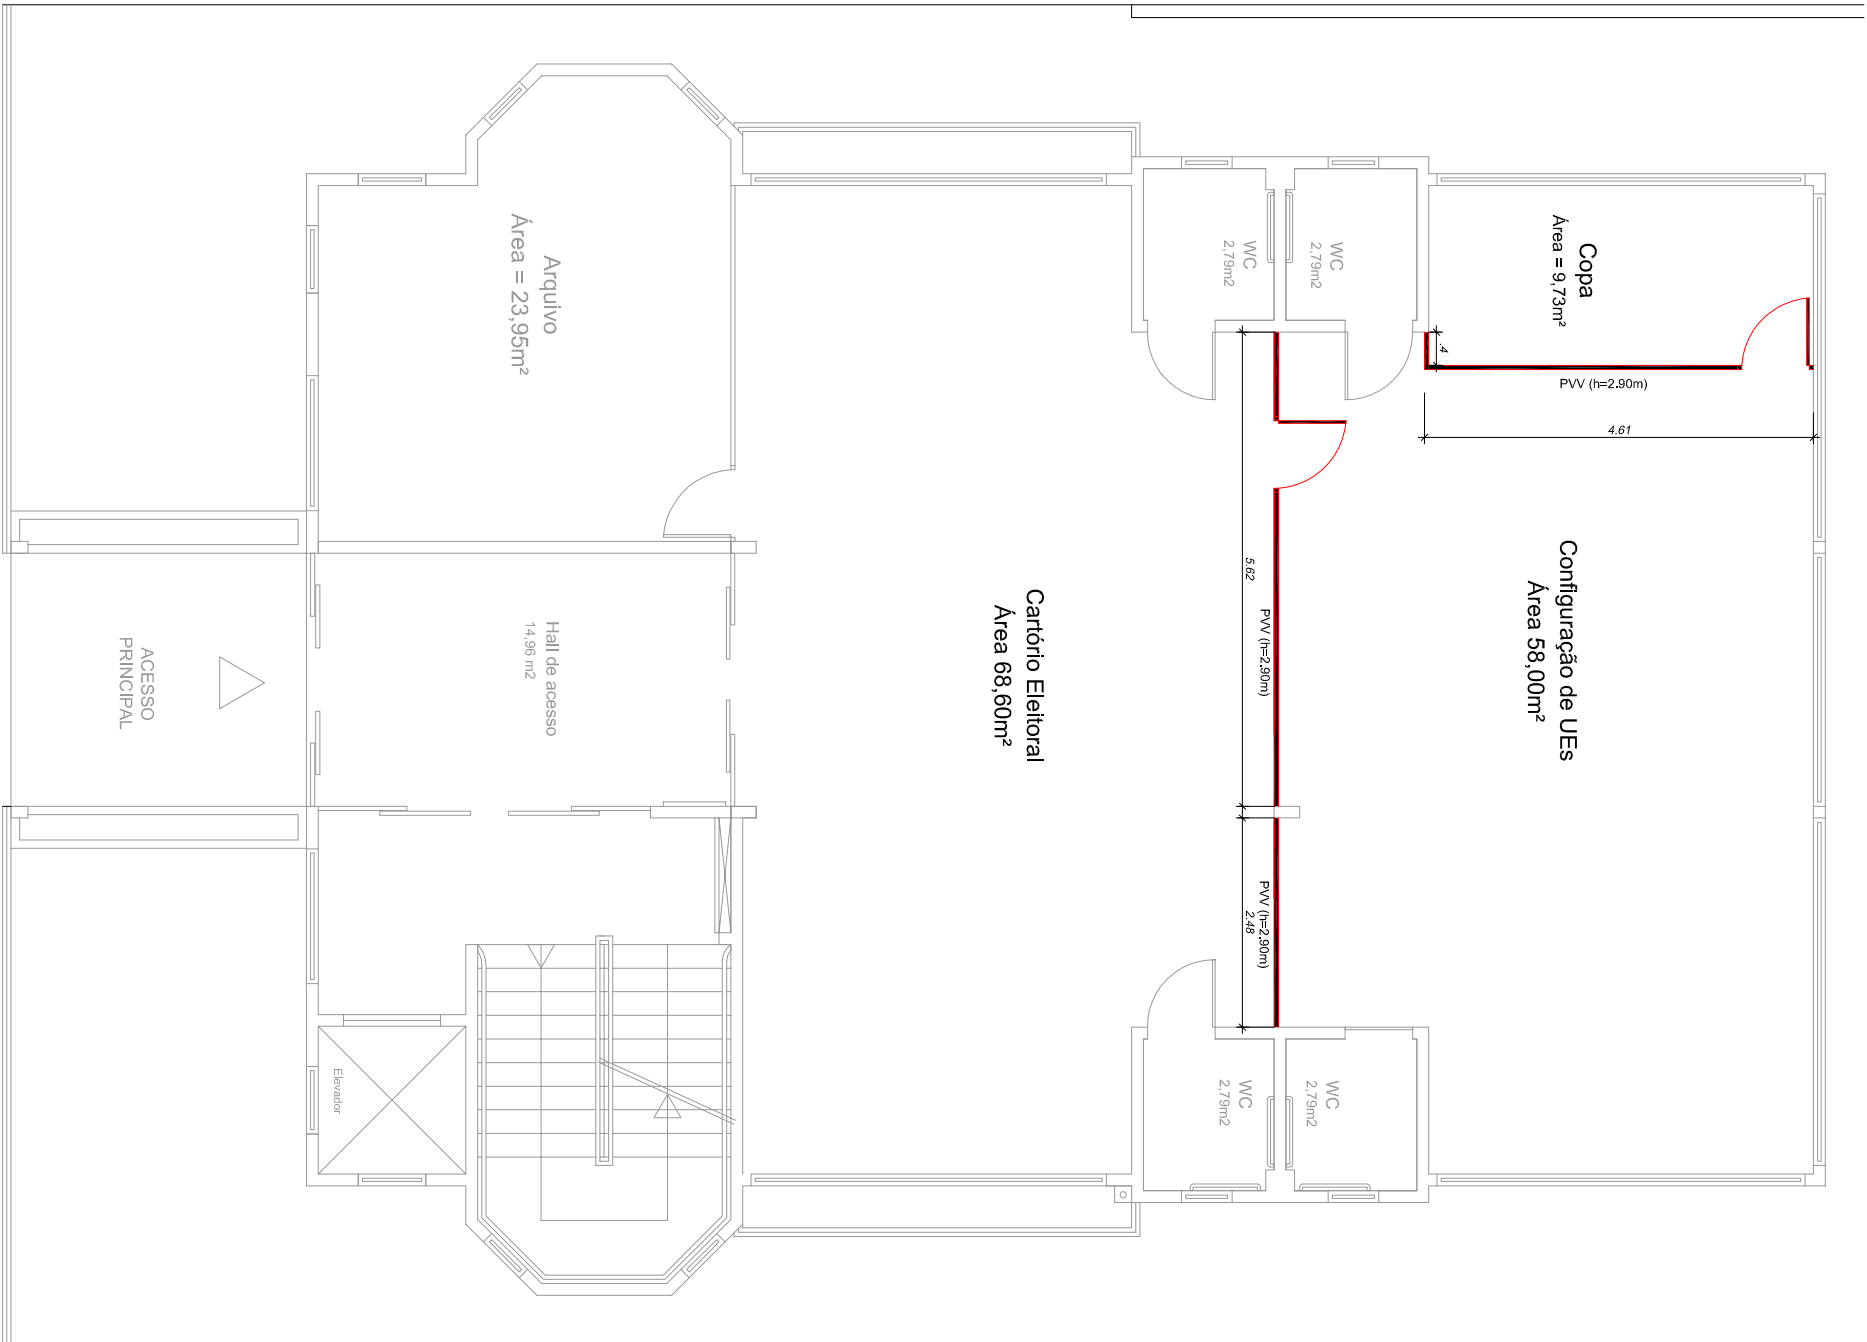 Copa
Área = 9,73m²
WC
2,79m2
WC
2,79m2
Arquivo
Área = 23,95m²
.4
PVV (h=2.90m)
4.61
Configuração de UEs
Área 58,00m²
5.62
PVV (h=2.90m)
Cartório Eleitoral
Área 68,60m²
Hall de acesso
14,96 m2
ACESSO
PRINCIPAL
PVV (h=2.90m)
2.48
WC
2,79m2
WC
2,79m2
Elevador